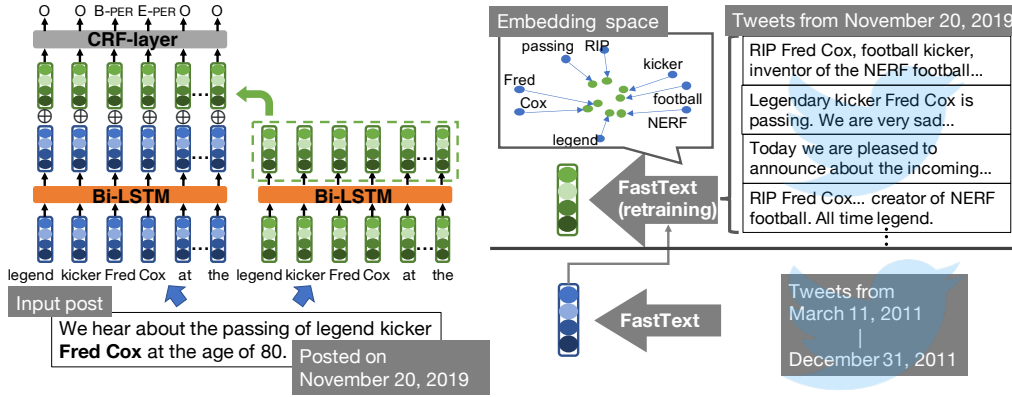 O O B-PER E-PER O O
CRF-layer
⊕ ⊕ ⊕ ⊕ ⊕ ⊕
...
...
Bi-LSTM
Bi-LSTM
...
...
legend kicker Fred Cox at the
legend kicker Fred Cox at the
Input post
We hear about the passing of legend kicker
Fred Cox at the age of 80.
Posted on
November 20, 2019
Embedding space
passing RIP
kicker
Fred
Cox
football
NERF
legend
FastText
(retraining)
FastText
Tweets from November 20, 2019
RIP Fred Cox, football kicker,
inventor of the NERF football...
Legendary kicker Fred Cox is
passing. We are very sad...
Today we are pleased to
announce about the incoming...
RIP Fred Cox... creator of NERF
football. All time legend.
Tweets from
March 11, 2011
|
December 31, 2011